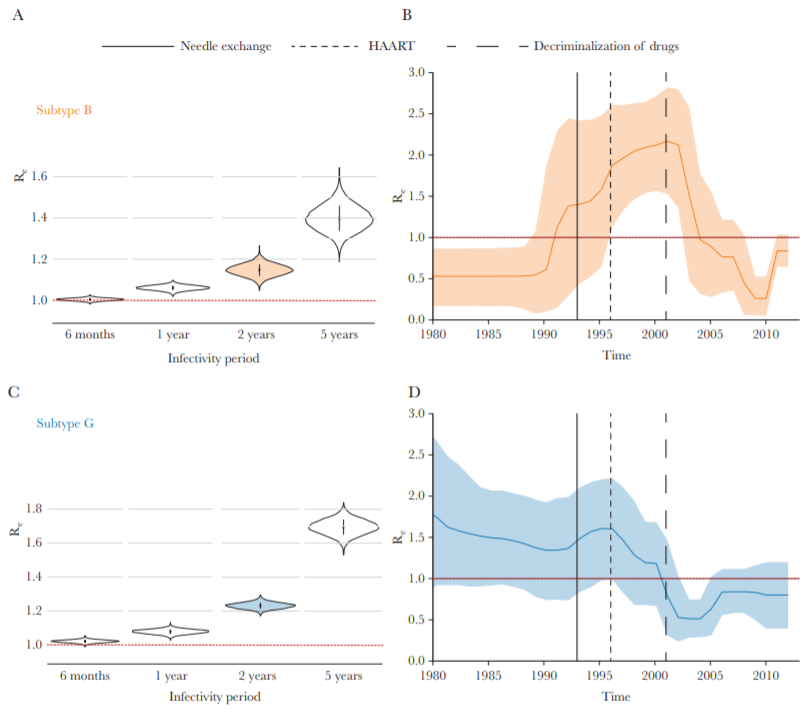 A
B
Needle exchange
HAART
Decriminalization of drugs
Subtype B
Re
1.6
1.4
1.2
1.0
6 months
1 year
2 years
5 years
Infectivity period
3.0
2.5
2.0
Re
1.5
1.0
0.5
0.0
1980
1985
1990
1995
2000
2005
2010
Time
C
D
Subtype G
Re
1.8
1.6
1.4
1.2
1.0
6 months
1 year
2 years
5 years
Infectivity period
3.0
2.5
2.0
Re
1.5
1.0
0.5
0.0
1980
1985
1990
1995
2000
2005
2010
Time